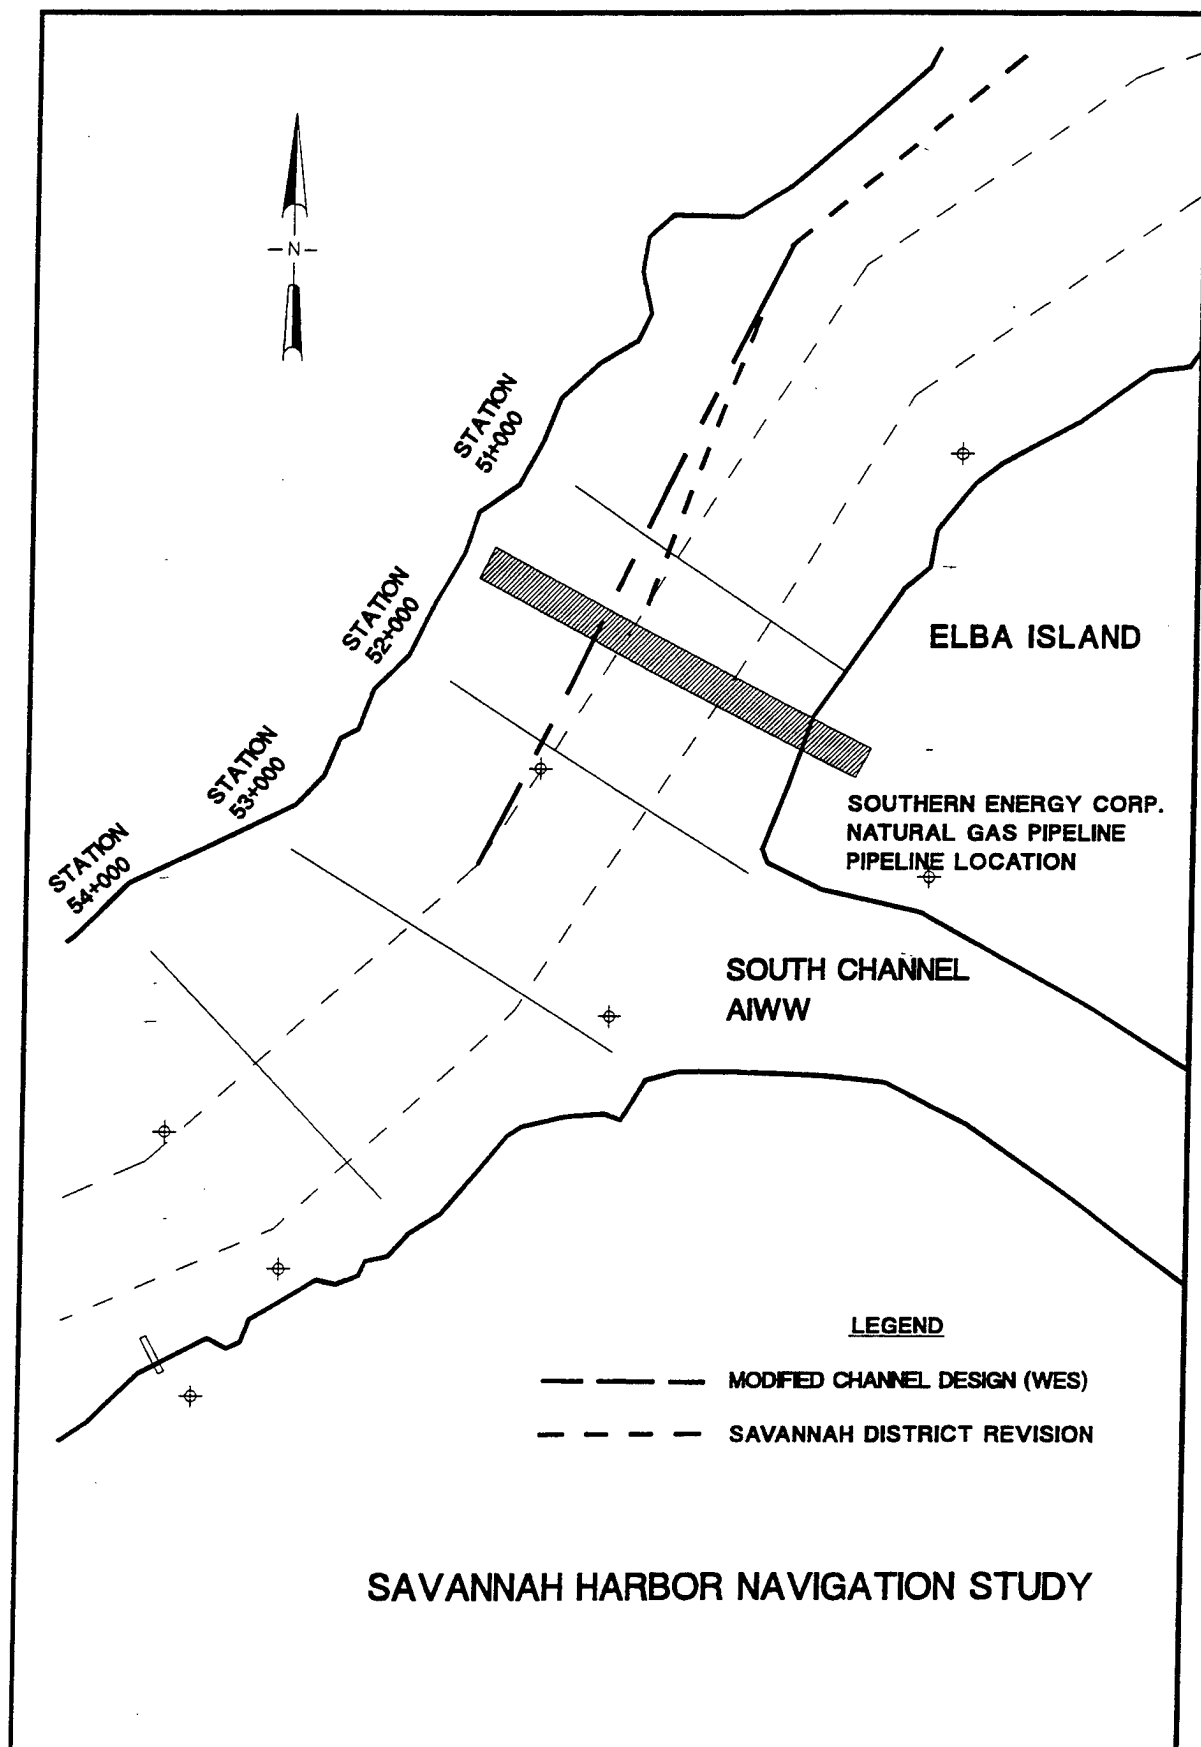 N
STATION
51+000
STATION
52+000
ELBA ISLAND
STATION
53+000
SOUTHERN ENERGY CORP.
NATURAL GAS PIPELINE
PIPELINE LOCATION
STATION
54+000
SOUTH CHANNEL
AIWW
LEGEND
MODIFIED CHANNEL DESIGN (WES)
SAVANNAH DISTRICT REVISION
SAVANNAH HARBOR NAVIGATION STUDY